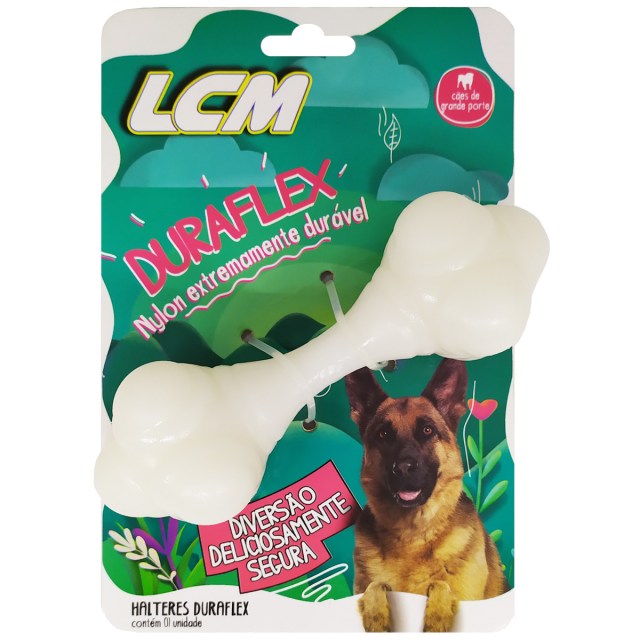 LCM
cães de
grande porte
DURAFLEX
Nylon extremamente durável
DIVERSÃO
DELICIOSAMENTE
SEGURA
HALTERES DURAFLEX
contém 01 unidade